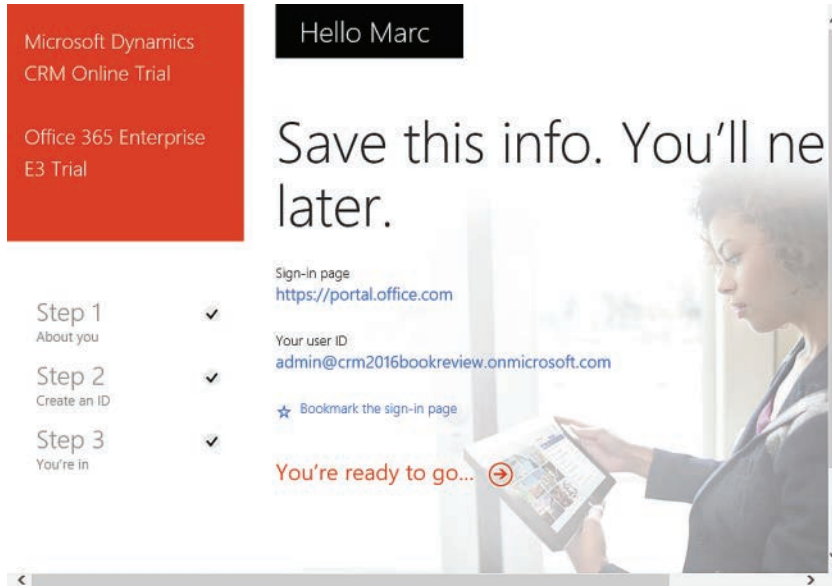 Microsoft Dynamics
CRM Online Trial
Office 365 Enterprise
E3 Trial
Hello Marc
Save this info. You'll ne
later.
Sign-in page
https://portal.office.com
Your user ID
admin@crm2016bookreview.onmicrosoft.com
Bookmark the sign-in page
You're ready to go...
Step 1
About you
Step 2
Create an ID
Step 3
You're in